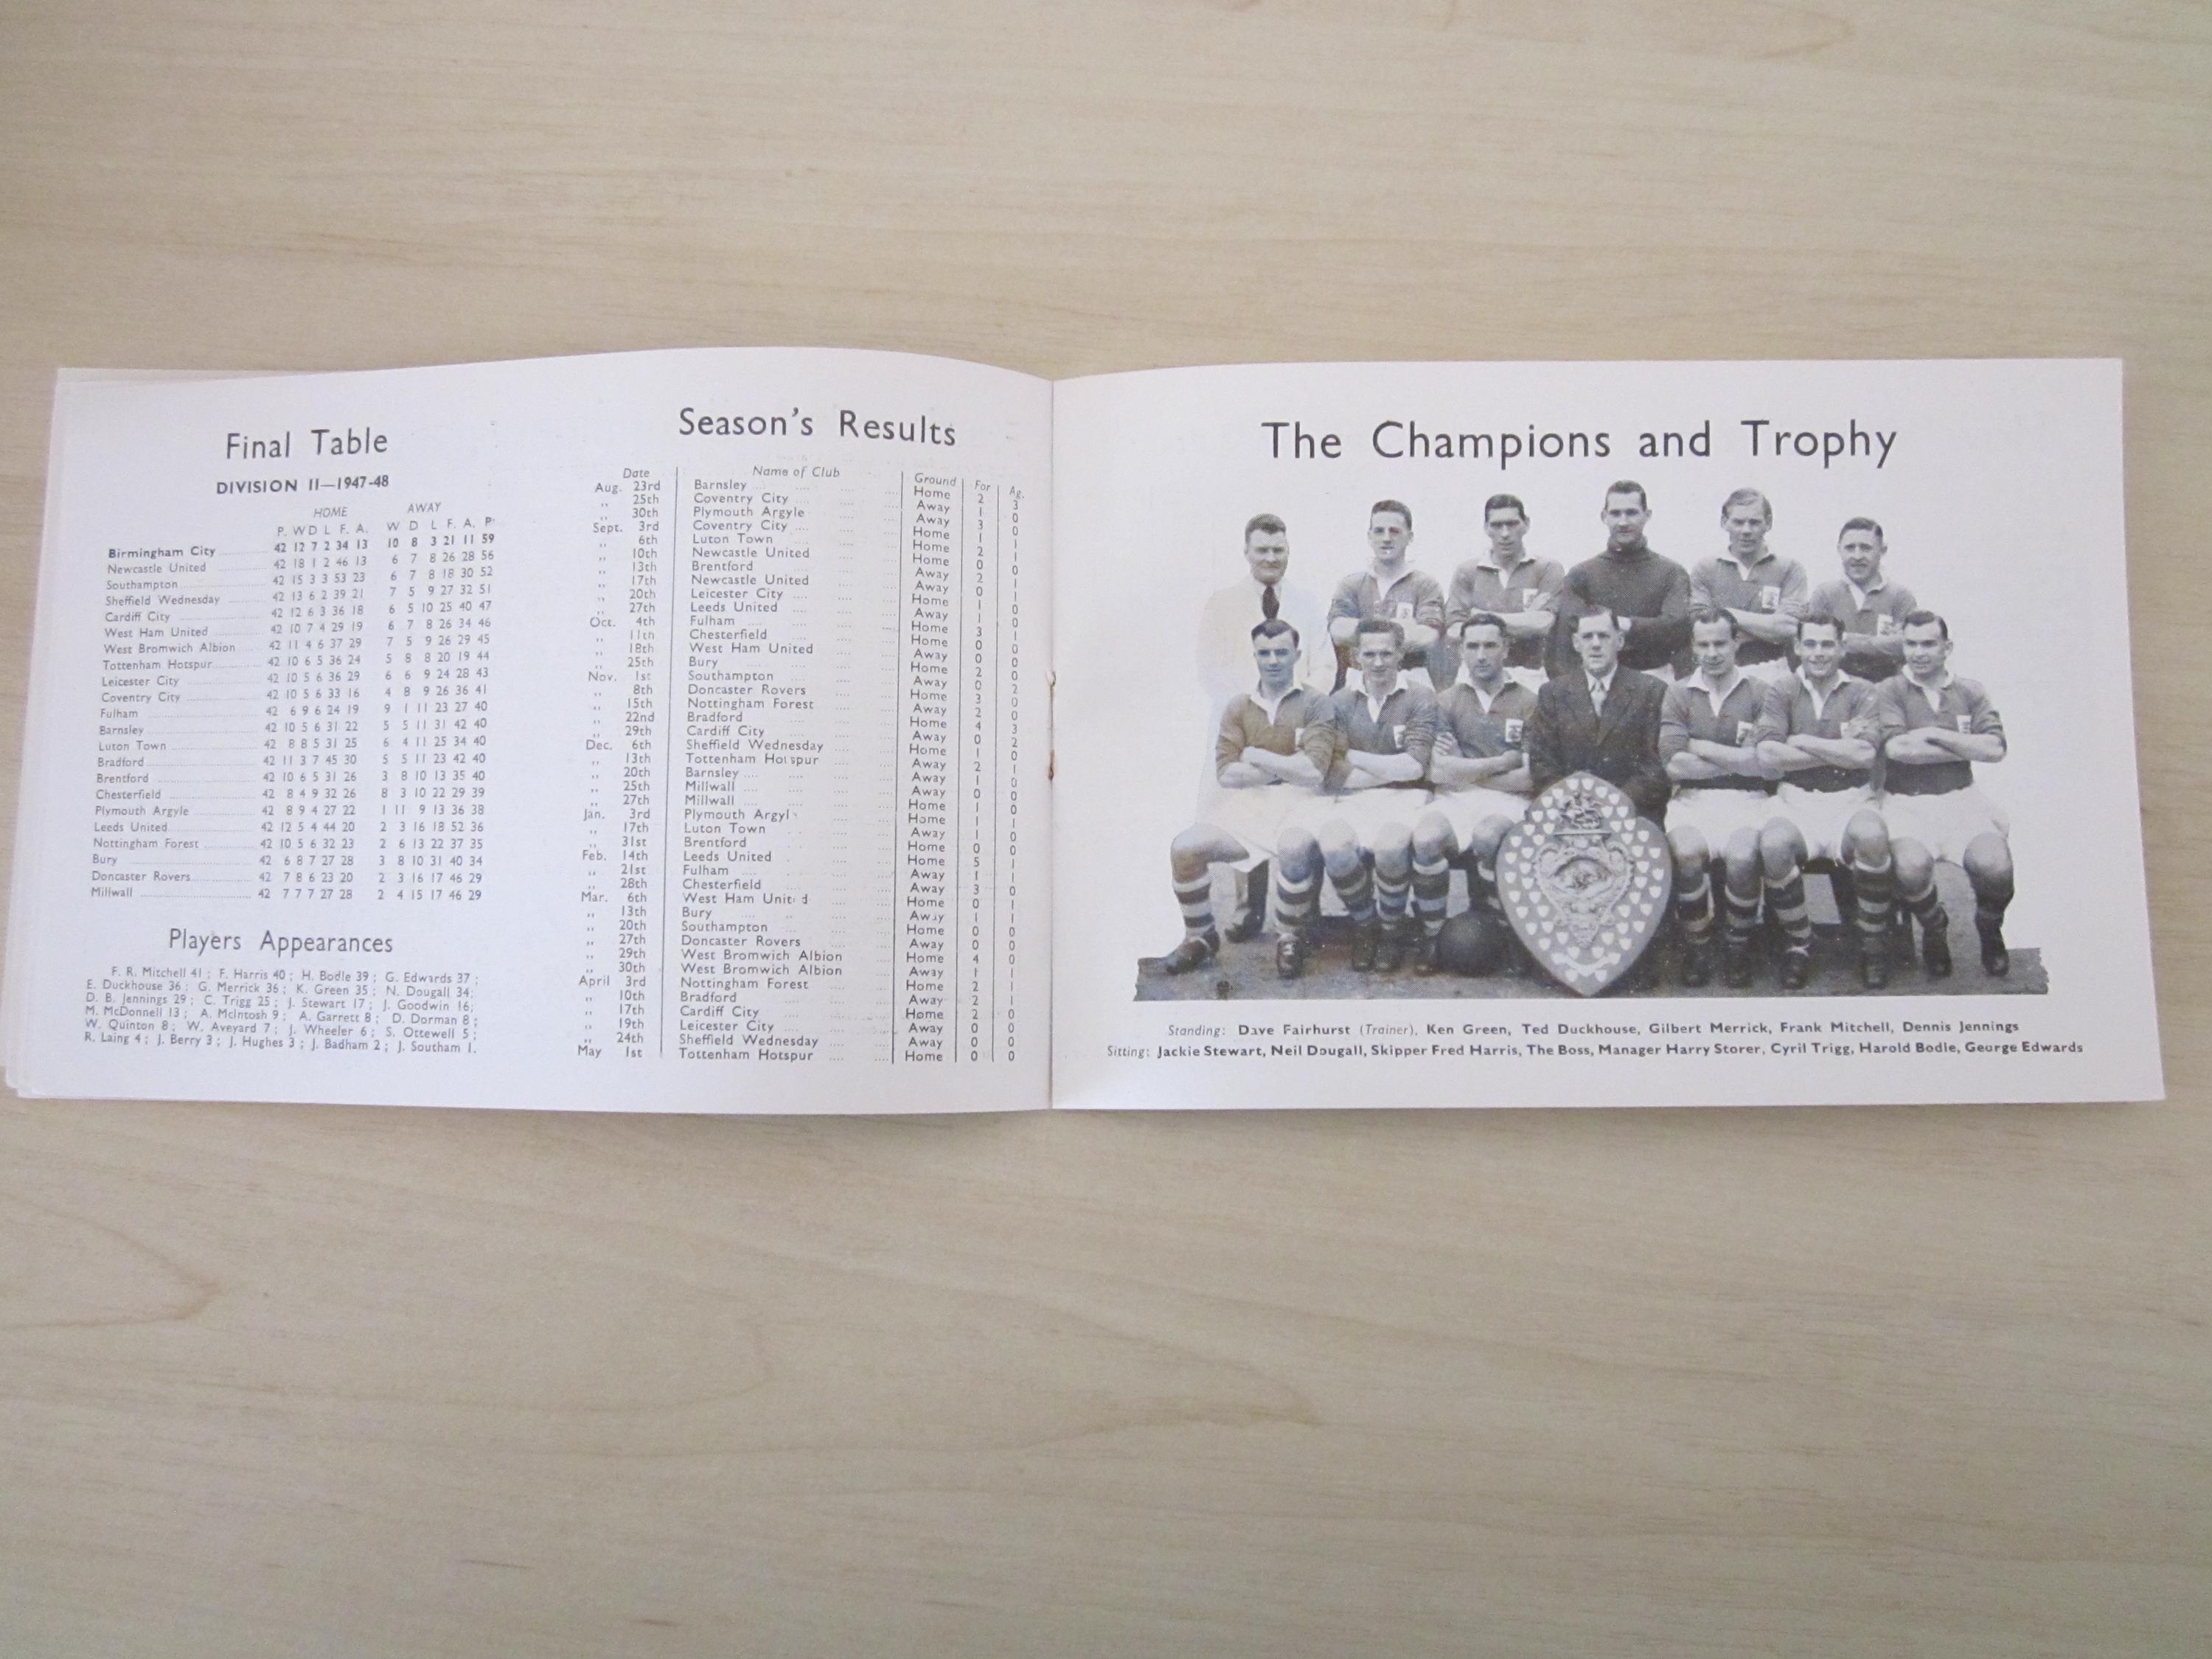 Final Table
DIVISION II—1947-48
HOME AWAY
P. W D L F. A. W D L F. A. P.
Birmingham City 42 12 7 2 34 13 10 8 3 21 11 59
Newcastle United 42 18 1 2 46 13 6 7 8 26 28 56
Southampton 42 15 3 3 53 23 6 7 8 18 30 52
Sheffield Wednesday 42 13 6 2 39 21 7 5 9 27 32 51
Cardiff City 42 12 6 3 36 18 6 5 10 25 40 47
West Ham United 42 10 7 4 29 19 6 7 8 26 34 46
West Bromwich Albion 42 11 4 6 37 29 7 5 9 26 29 45
Tottenham Hotspur 42 10 6 5 36 24 5 8 8 20 19 44
Leicester City 42 10 5 6 36 29 6 6 9 24 28 43
Coventry City 42 10 5 6 33 16 4 8 9 26 36 41
Fulham 42 6 9 6 24 19 9 1 11 23 27 40
Barnsley 42 10 5 6 31 22 5 5 11 31 42 40
Luton Town 42 8 8 5 31 25 6 4 11 25 34 40
Bradford 42 11 3 7 45 30 5 5 11 23 42 40
Brentford 42 10 6 5 31 26 3 8 10 13 35 40
Chesterfield 42 8 4 9 32 26 8 3 10 22 29 39
Plymouth Argyle 42 8 9 4 27 22 1 11 9 13 36 38
Leeds United 42 12 5 4 44 20 2 3 16 18 52 36
Nottingham Forest 42 10 5 6 32 23 2 6 13 22 37 35
Bury 42 6 8 7 27 28 3 8 10 31 40 34
Doncaster Rovers 42 7 8 6 23 20 2 3 16 17 46 29
Millwall 42 7 7 7 27 28 2 4 15 17 46 29
Players Appearances
F. R. Mitchell 41 ; F. Harris 40 ; H. Bodle 39 ; G. Edwards 37 ;
E. Duckhouse 36 ; G. Merrick 36 ; K. Green 35 ; N. Dougall 34;
D. B. Jennings 29 ; C. Trigg 25 ; J. Stewart 17 ; J. Goodwin 16;
M. McDonnell 13 ; A. McIntosh 9 ; A. Garrett 8 ; D. Dorman 8 ;
W. Quinton 8 ; W. Aveyard 7 ; J. Wheeler 6 ; S. Ottewell 5 ;
R. Laing 4 ; J. Berry 3 ; J. Hughes 3 ; J. Badham 2 ; J. Southam 1.
Season's Results
Date Name of Club Ground For Ag.
Aug. 23rd Barnsley Home 2 3
,, 25th Coventry City Away 1 0
,, 30th Plymouth Argyle Away 3 0
Sept. 3rd Coventry City Home 1 1
,, 6th Luton Town Home 2 1
,, 10th Newcastle United Home 0 0
,, 13th Brentford Away 2 1
,, 17th Newcastle United Away 0 1
,, 20th Leicester City Home 1 0
,, 27th Leeds United Away 1 0
Oct. 4th Fulham Home 3 1
,, 11th Chesterfield Home 0 0
,, 18th West Ham United Away 0 0
,, 25th Bury Home 2 0
Nov. 1st Southampton Away 0 2
,, 8th Doncaster Rovers Home 3 0
,, 15th Nottingham Forest Away 2 0
,, 22nd Bradford Home 4 3
,, 29th Cardiff City Away 0 2
Dec. 6th Sheffield Wednesday Home 1 0
,, 13th Tottenham Hotspur Away 2 1
,, 20th Barnsley Away 1 0
,, 25th Millwall Away 0 0
,, 27th Millwall Home 1 0
Jan. 3rd Plymouth Argyl Home 1 1
,, 17th Luton Town Away 1 0
,, 31st Brentford Home 0 0
Feb. 14th Leeds United Home 5 1
,, 21st Fulham Away 1 1
,, 28th Chesterfield Away 3 0
Mar. 6th West Ham United Home 0 1
,, 13th Bury Away 1 1
,, 20th Southampton Home 0 0
,, 27th Doncaster Rovers Away 0 0
,, 29th West Bromwich Albion Home 4 0
,, 30th West Bromwich Albion Away 1 1
April 3rd Nottingham Forest Home 2 1
,, 10th Bradford Away 2 1
,, 17th Cardiff City Home 2 0
,, 19th Leicester City Away 0 0
,, 24th Sheffield Wednesday Away 0 0
May 1st Tottenham Hotspur Home 0 0
The Champions and Trophy
Standing: Dave Fairhurst (Trainer), Ken Green, Ted Duckhouse, Gilbert Merrick, Frank Mitchell, Dennis Jennings
Sitting: Jackie Stewart, Neil Dougall, Skipper Fred Harris, The Boss, Manager Harry Storer, Cyril Trigg, Harold Bodle, George Edwards